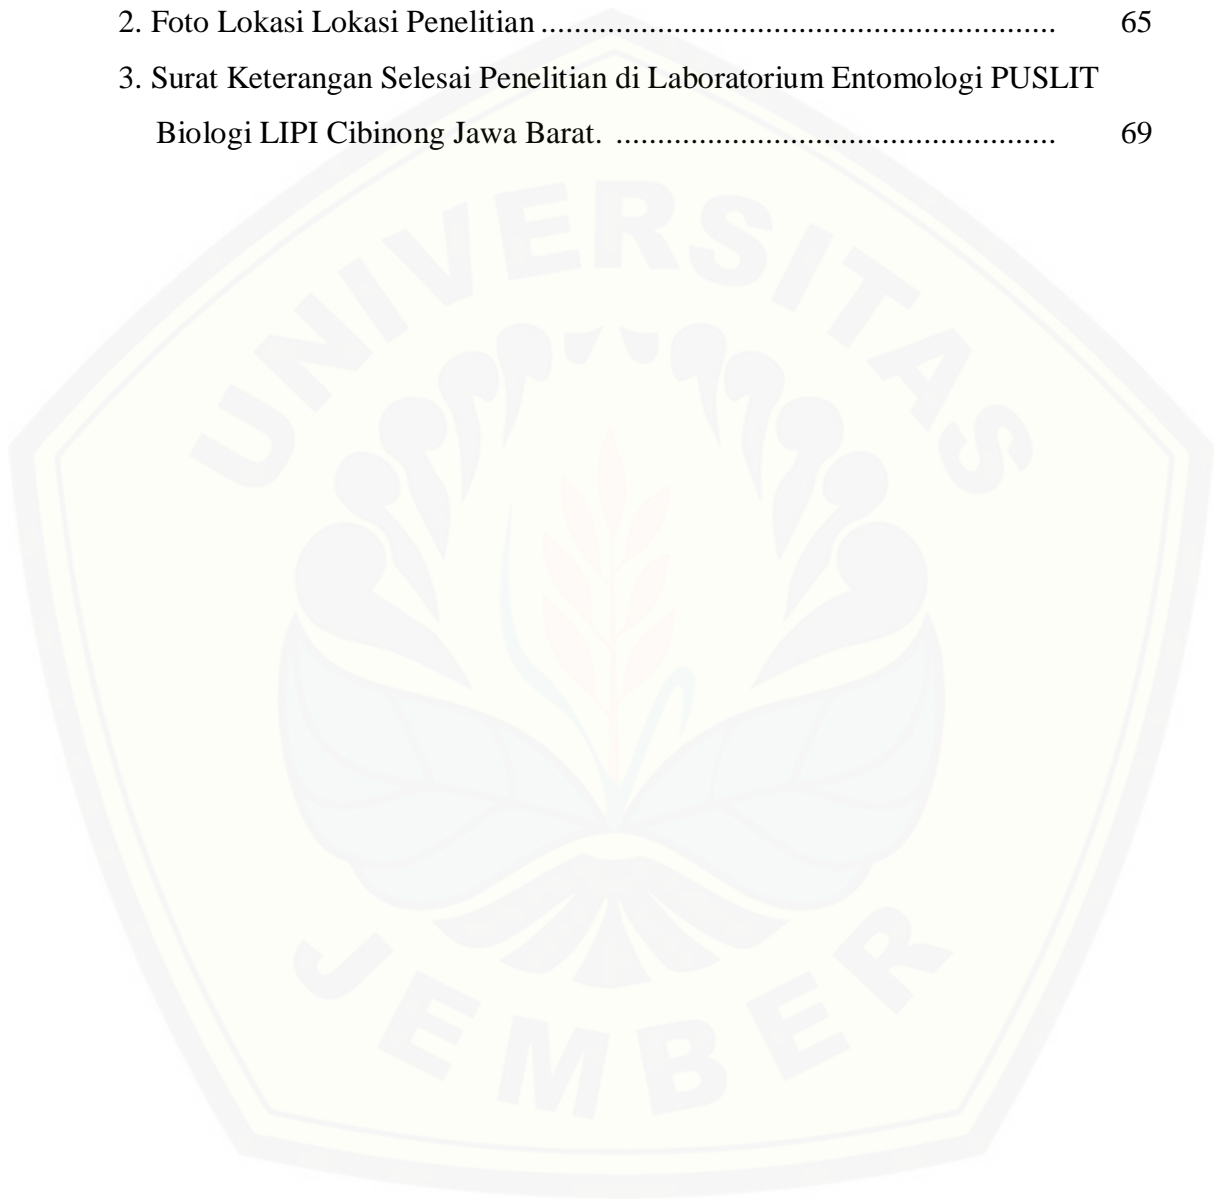 2. Foto Lokasi Lokasi Penelitian ............................................................... 65
3. Surat Keterangan Selesai Penelitian di Laboratorium Entomologi PUSLIT
Biologi LIPI Cibinong Jawa Barat. ..................................................... 69
UNIVERSITAS
JEMBER